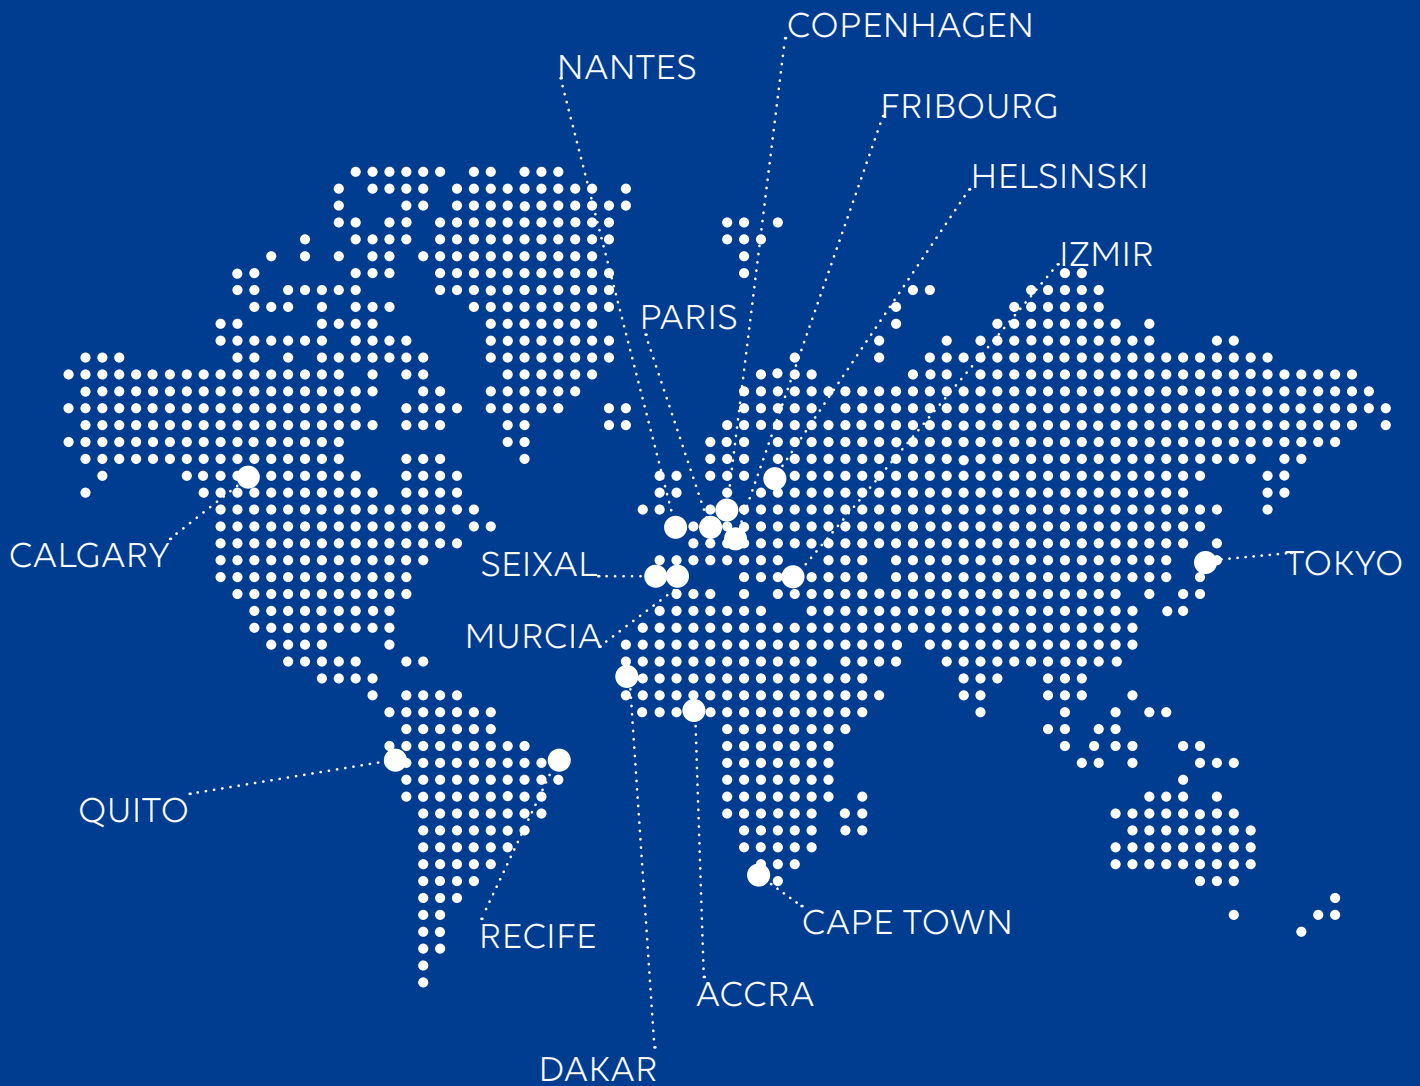 COPENHAGEN
NANTES
FRIBOURG
HELSINSKI
IZMIR
PARIS
CALGARY
SEIXAL
TOKYO
MURCIA
QUITO
RECIFE
CAPE TOWN
ACCRA
DAKAR